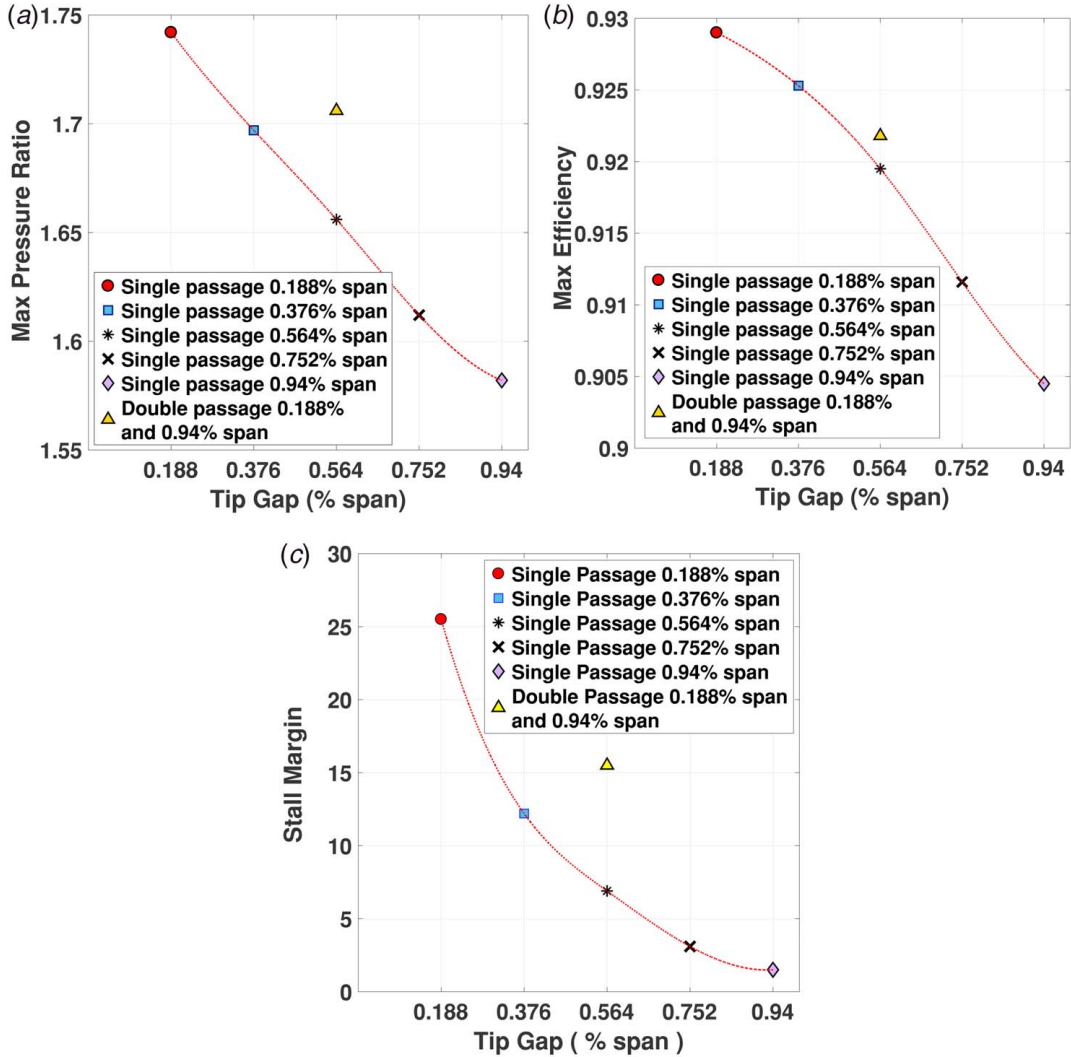 (a)
1.75
1.7
1.65
1.6
1.55
Max Pressure Ratio
Single passage 0.188% span
Single passage 0.376% span
Single passage 0.564% span
Single passage 0.752% span
Single passage 0.94% span
Double passage 0.188%
and 0.94% span
0.188 0.376 0.564 0.752 0.94
Tip Gap (% span)
(b)
0.93
0.925
0.92
0.915
0.91
0.905
0.9
Max Efficiency
Single passage 0.188% span
Single passage 0.376% span
Single passage 0.564% span
Single passage 0.752% span
Single passage 0.94% span
Double passage 0.188%
and 0.94% span
0.188 0.376 0.564 0.752 0.94
Tip Gap (% span)
(c)
30
25
20
15
10
5
0
Stall Margin
Single Passage 0.188% span
Single Passage 0.376% span
Single Passage 0.564% span
Single Passage 0.752% span
Single Passage 0.94% span
Double Passage 0.188% span
and 0.94% span
0.188 0.376 0.564 0.752 0.94
Tip Gap ( % span )